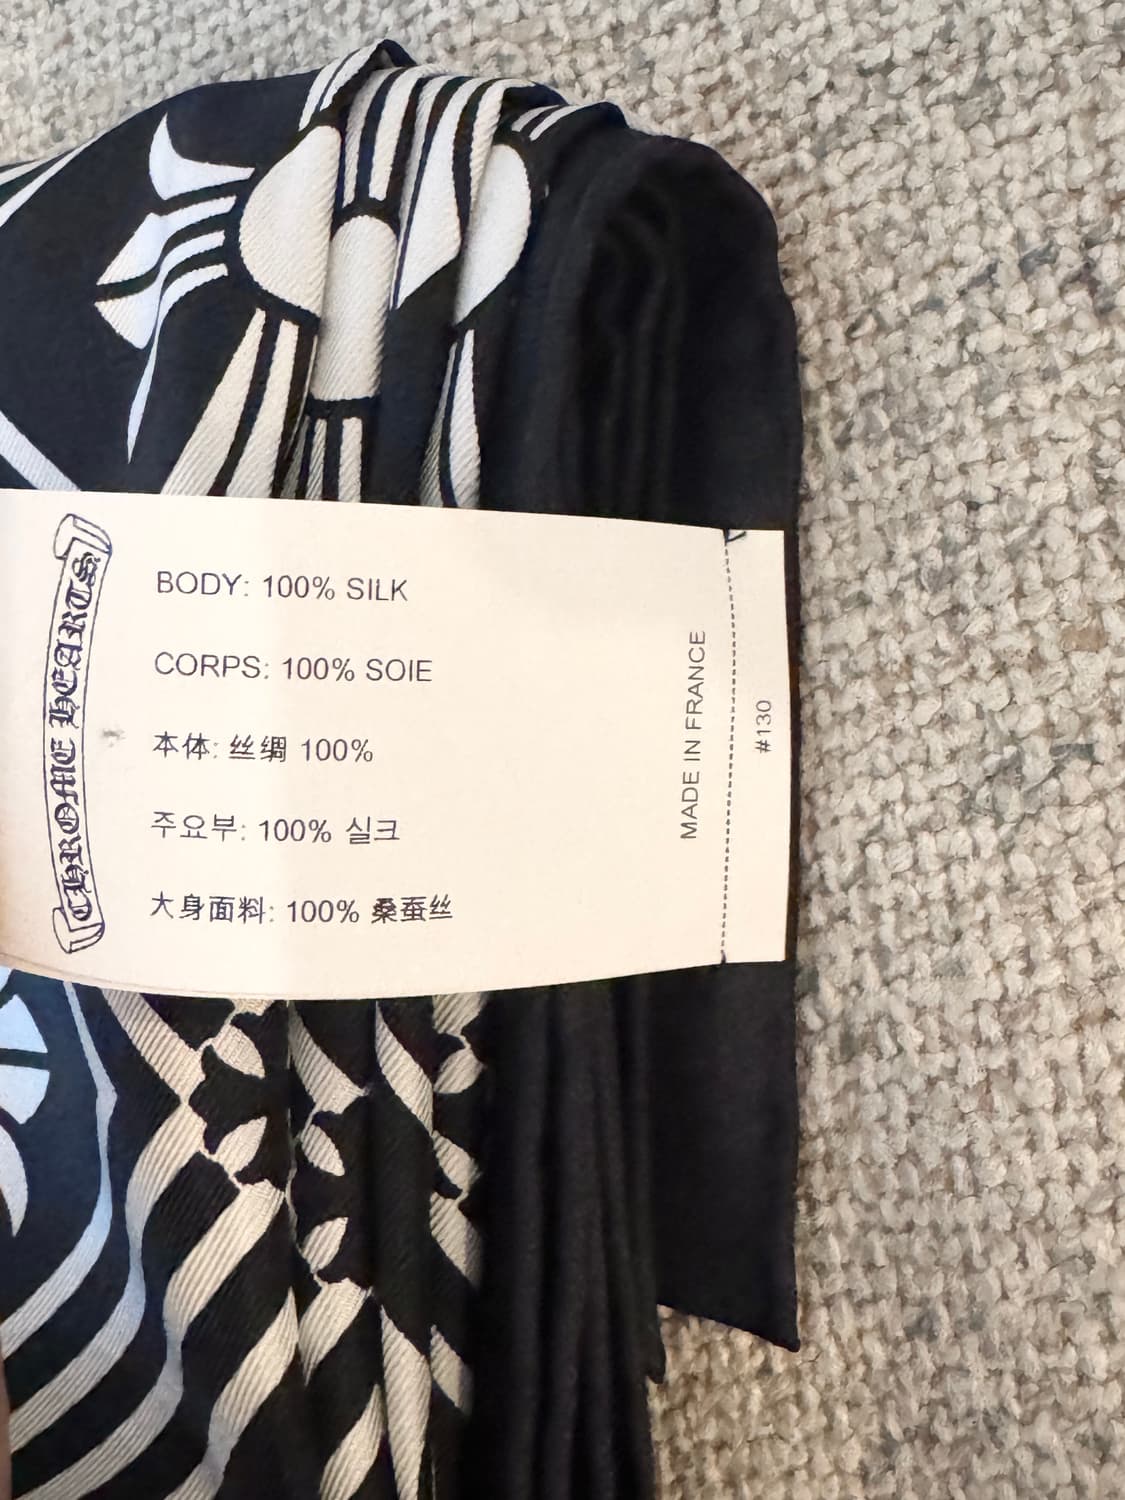 CHROME HEARTS
BODY: 100% SILK
CORPS: 100% SOIE
本体: 丝绸 100%
주요부: 100% 실크
大身面料: 100% 桑蚕丝
MADE IN FRANCE
#130